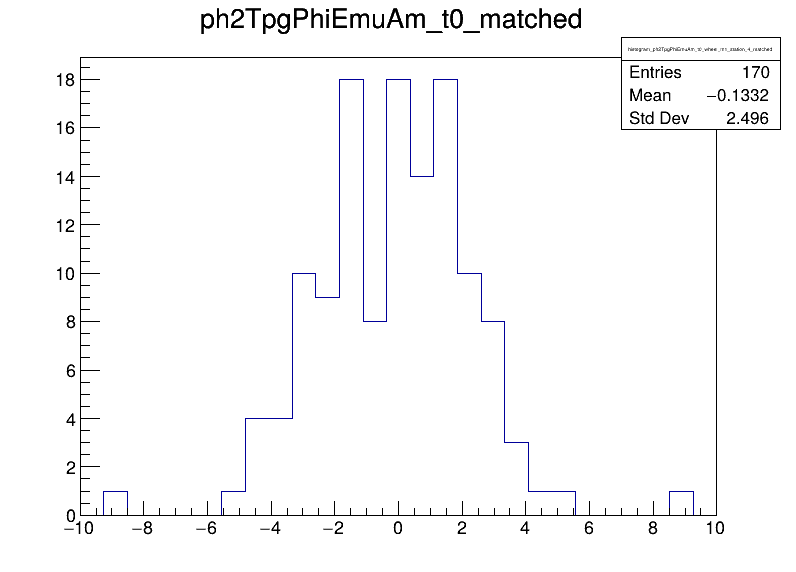 ph2TpgPhiEmuAm_t0_matched
histogram_ph2TpgPhiEmuAm_t0_wheel_m1_station_4_matched
Entries 170
Mean −0.1332
Std Dev 2.496
18
16
14
12
10
8
6
4
2
0
−10 −8 −6 −4 −2 0 2 4 6 8 10